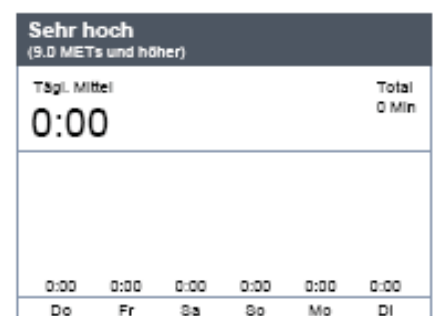 Sehr hoch
(9.0 METs und höher)
Tägl. Mittel
Total
0:00
0 Min
0:00 0:00 0:00 0:00 0:00 0:00
Do Fr Sa So Mo Di